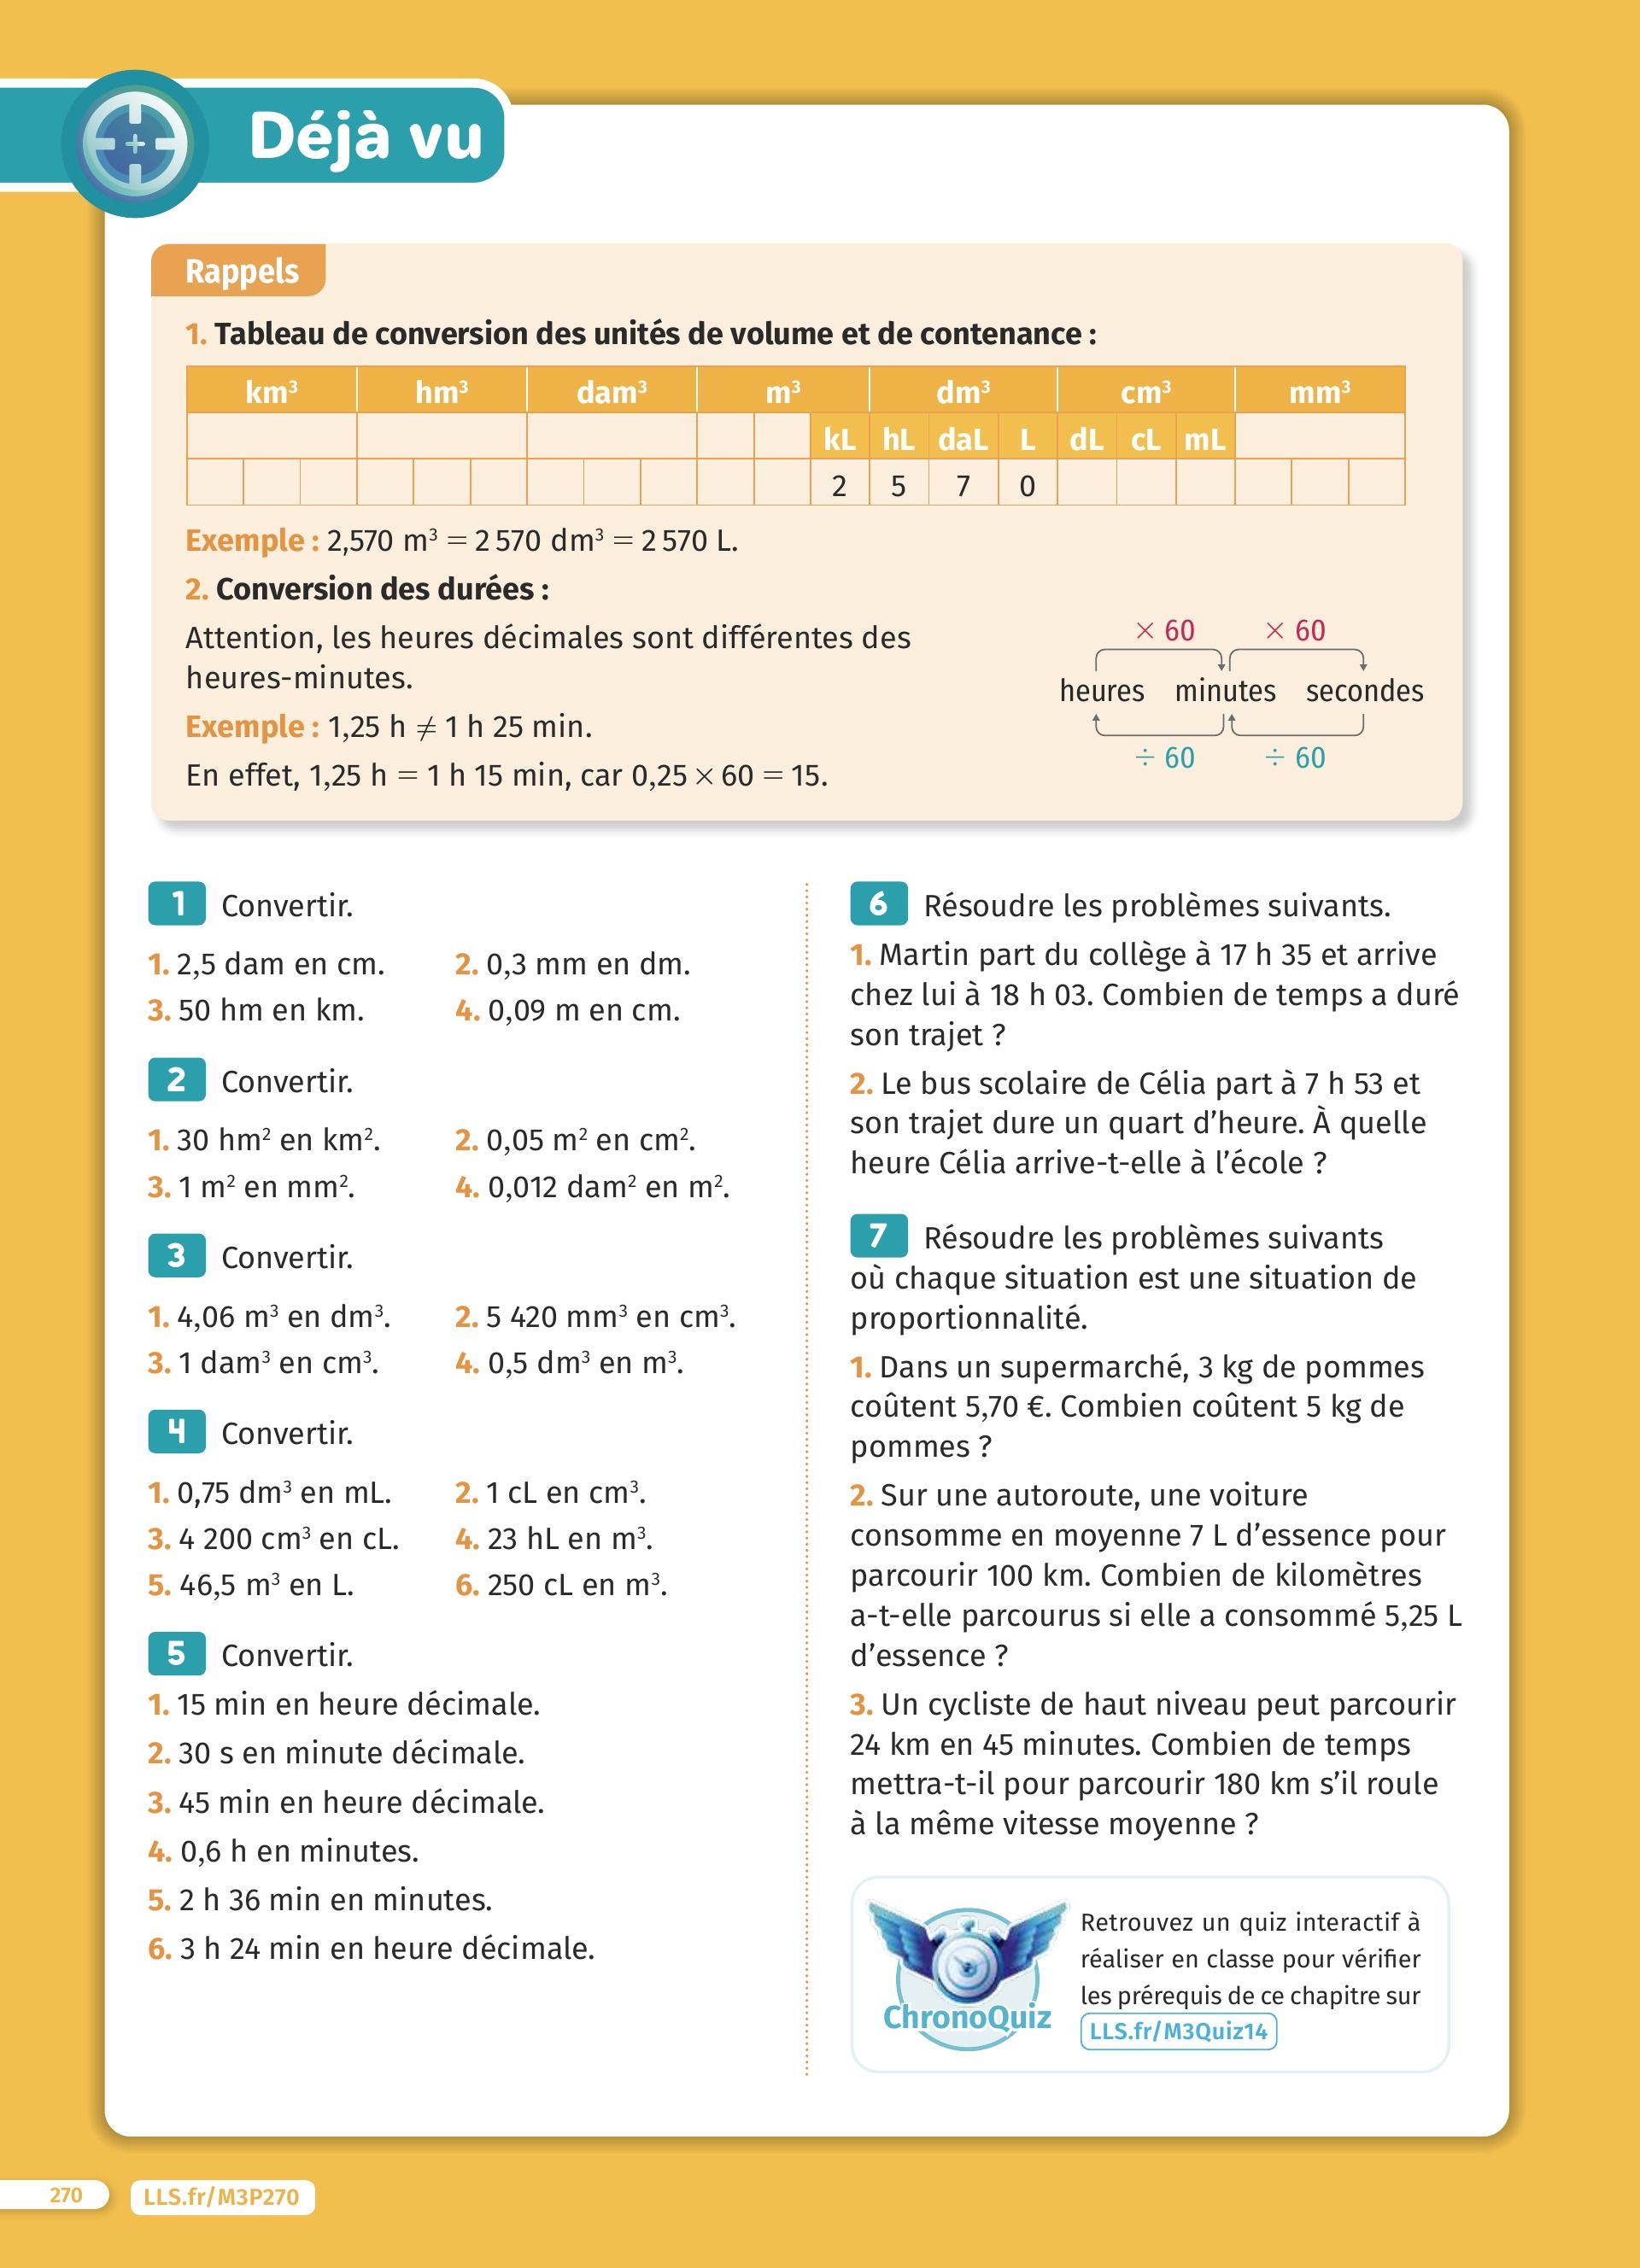 Déjà vu
Rappels
1. Tableau de conversion des unités de volume et de contenance :
km³ hm³ dam³ m³ dm³ cm³ mm³
kL hL daL L dL cL mL
2 5 7 0
Exemple : 2,570 m³ = 2 570 dm³ = 2 570 L.
2. Conversion des durées :
Attention, les heures décimales sont différentes des
heures-minutes.
Exemple : 1,25 h ≠ 1 h 25 min.
En effet, 1,25 h = 1 h 15 min, car 0,25 × 60 = 15.
× 60 × 60
heures minutes secondes
÷ 60 ÷ 60
1 Convertir.
1. 2,5 dam en cm. 2. 0,3 mm en dm.
3. 50 hm en km. 4. 0,09 m en cm.
2 Convertir.
1. 30 hm² en km². 2. 0,05 m² en cm².
3. 1 m² en mm². 4. 0,012 dam² en m².
3 Convertir.
1. 4,06 m³ en dm³. 2. 5 420 mm³ en cm³.
3. 1 dam³ en cm³. 4. 0,5 dm³ en m³.
4 Convertir.
1. 0,75 dm³ en mL. 2. 1 cL en cm³.
3. 4 200 cm³ en cL. 4. 23 hL en m³.
5. 46,5 m³ en L. 6. 250 cL en m³.
5 Convertir.
1. 15 min en heure décimale.
2. 30 s en minute décimale.
3. 45 min en heure décimale.
4. 0,6 h en minutes.
5. 2 h 36 min en minutes.
6. 3 h 24 min en heure décimale.
6 Résoudre les problèmes suivants.
1. Martin part du collège à 17 h 35 et arrive
chez lui à 18 h 03. Combien de temps a duré
son trajet ?
2. Le bus scolaire de Célia part à 7 h 53 et
son trajet dure un quart d’heure. À quelle
heure Célia arrive-t-elle à l’école ?
7 Résoudre les problèmes suivants
où chaque situation est une situation de
proportionnalité.
1. Dans un supermarché, 3 kg de pommes
coûtent 5,70 €. Combien coûtent 5 kg de
pommes ?
2. Sur une autoroute, une voiture
consomme en moyenne 7 L d’essence pour
parcourir 100 km. Combien de kilomètres
a-t-elle parcourus si elle a consommé 5,25 L
d’essence ?
3. Un cycliste de haut niveau peut parcourir
24 km en 45 minutes. Combien de temps
mettra-t-il pour parcourir 180 km s’il roule
à la même vitesse moyenne ?
ChronoQuiz
Retrouvez un quiz interactif à
réaliser en classe pour vérifier
les prérequis de ce chapitre sur
LLS.fr/M3Quiz14
270
LLS.fr/M3P270